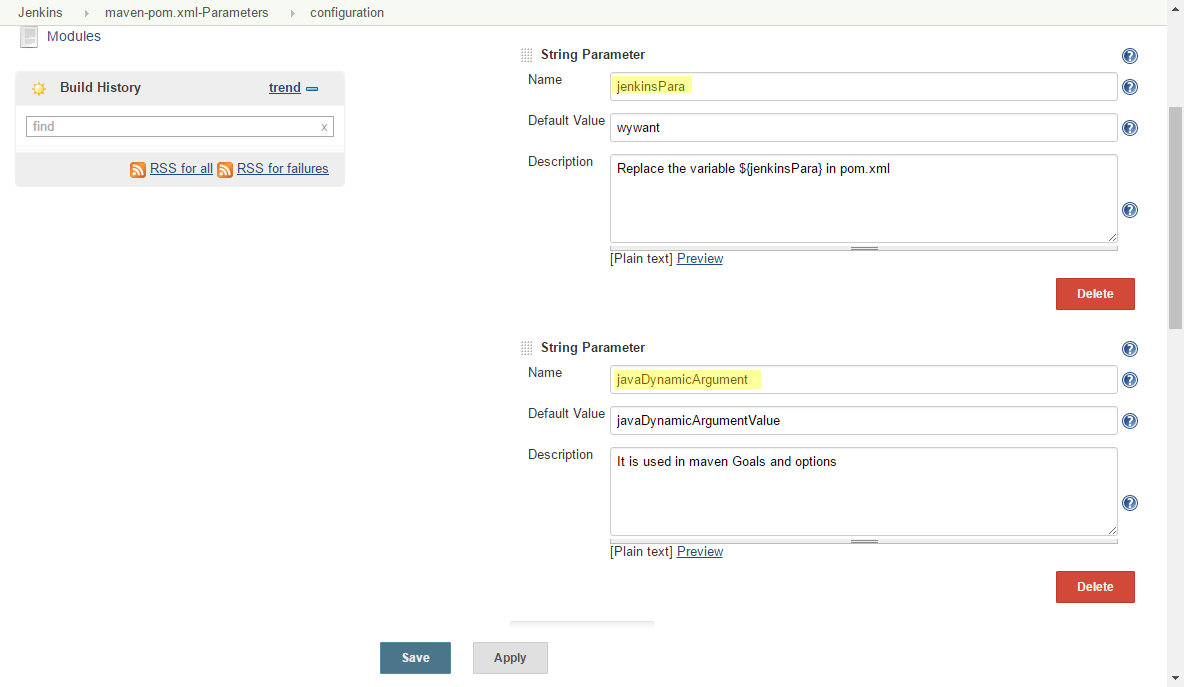 Jenkins maven-pom.xml-Parameters configuration
Modules
Build History trend
find x
RSS for all RSS for failures
String Parameter
Name jenkinsPara
Default Value wywant
Description Replace the variable ${jenkinsPara} in pom.xml
[Plain text] Preview
Delete
String Parameter
Name javaDynamicArgument
Default Value javaDynamicArgumentValue
Description It is used in maven Goals and options
[Plain text] Preview
Delete
Save Apply